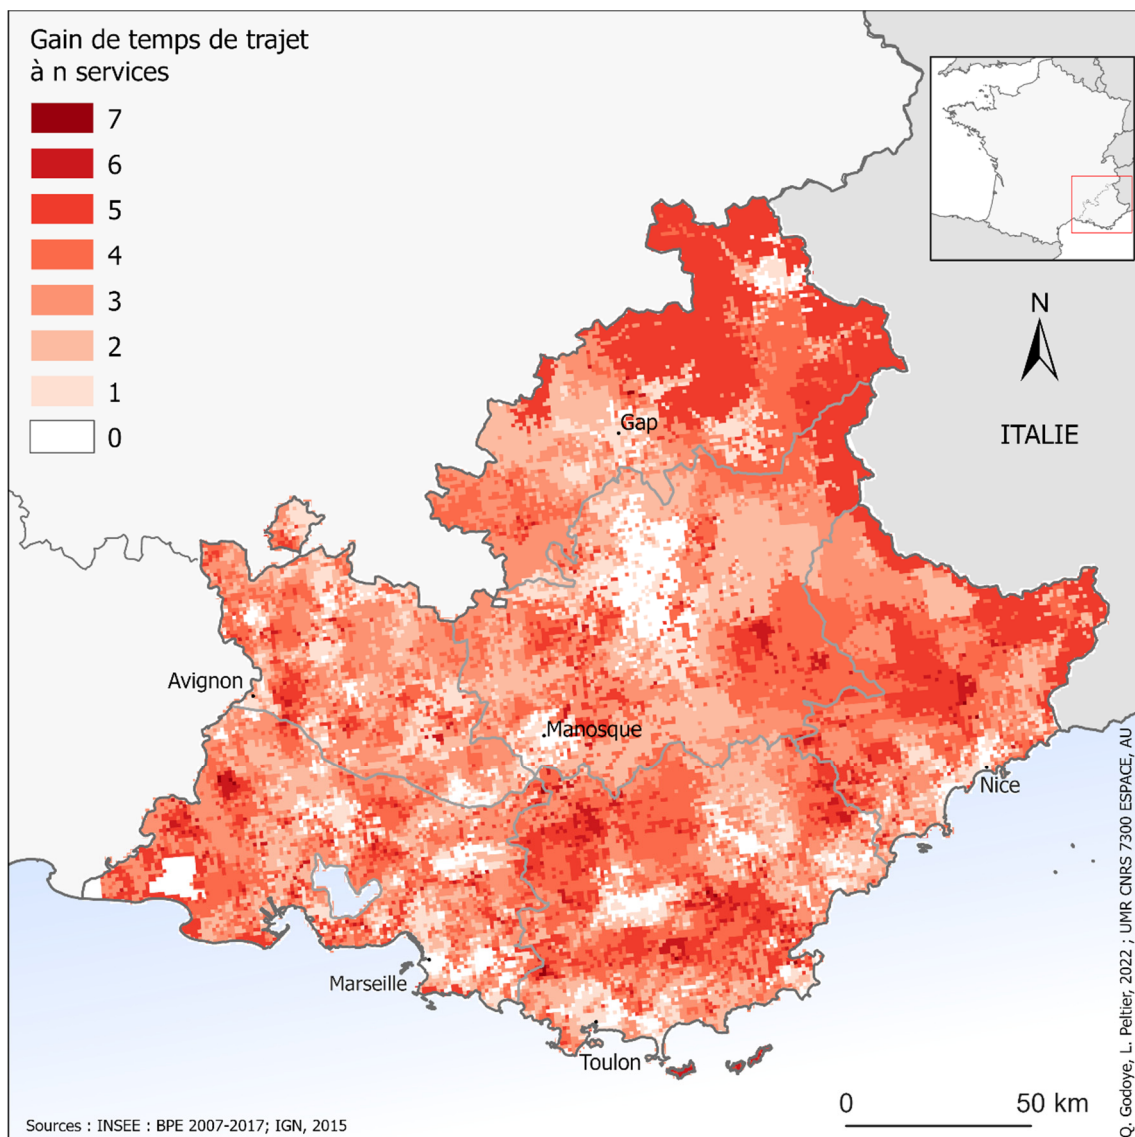 Gain de temps de trajet
à n services
7
6
5
4
3
2
1
0
N
ITALIE
Gap
Avignon
Manosque
Nice
Marseille
Toulon
0 50 km
Sources : INSEE : BPE 2007-2017; IGN, 2015
Q. Godoye, L. Peltier, 2022 ; UMR CNRS 7300 ESPACE, AU